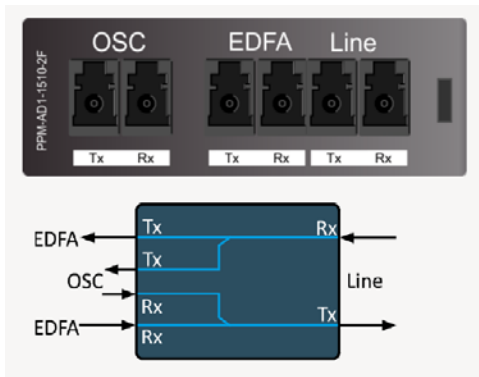 OSC EDFA Line
PPM-AD1-1510-2F
Tx Rx Tx Rx Tx Rx
EDFA Tx Rx
Tx
OSC Line
Rx Tx
EDFA Rx